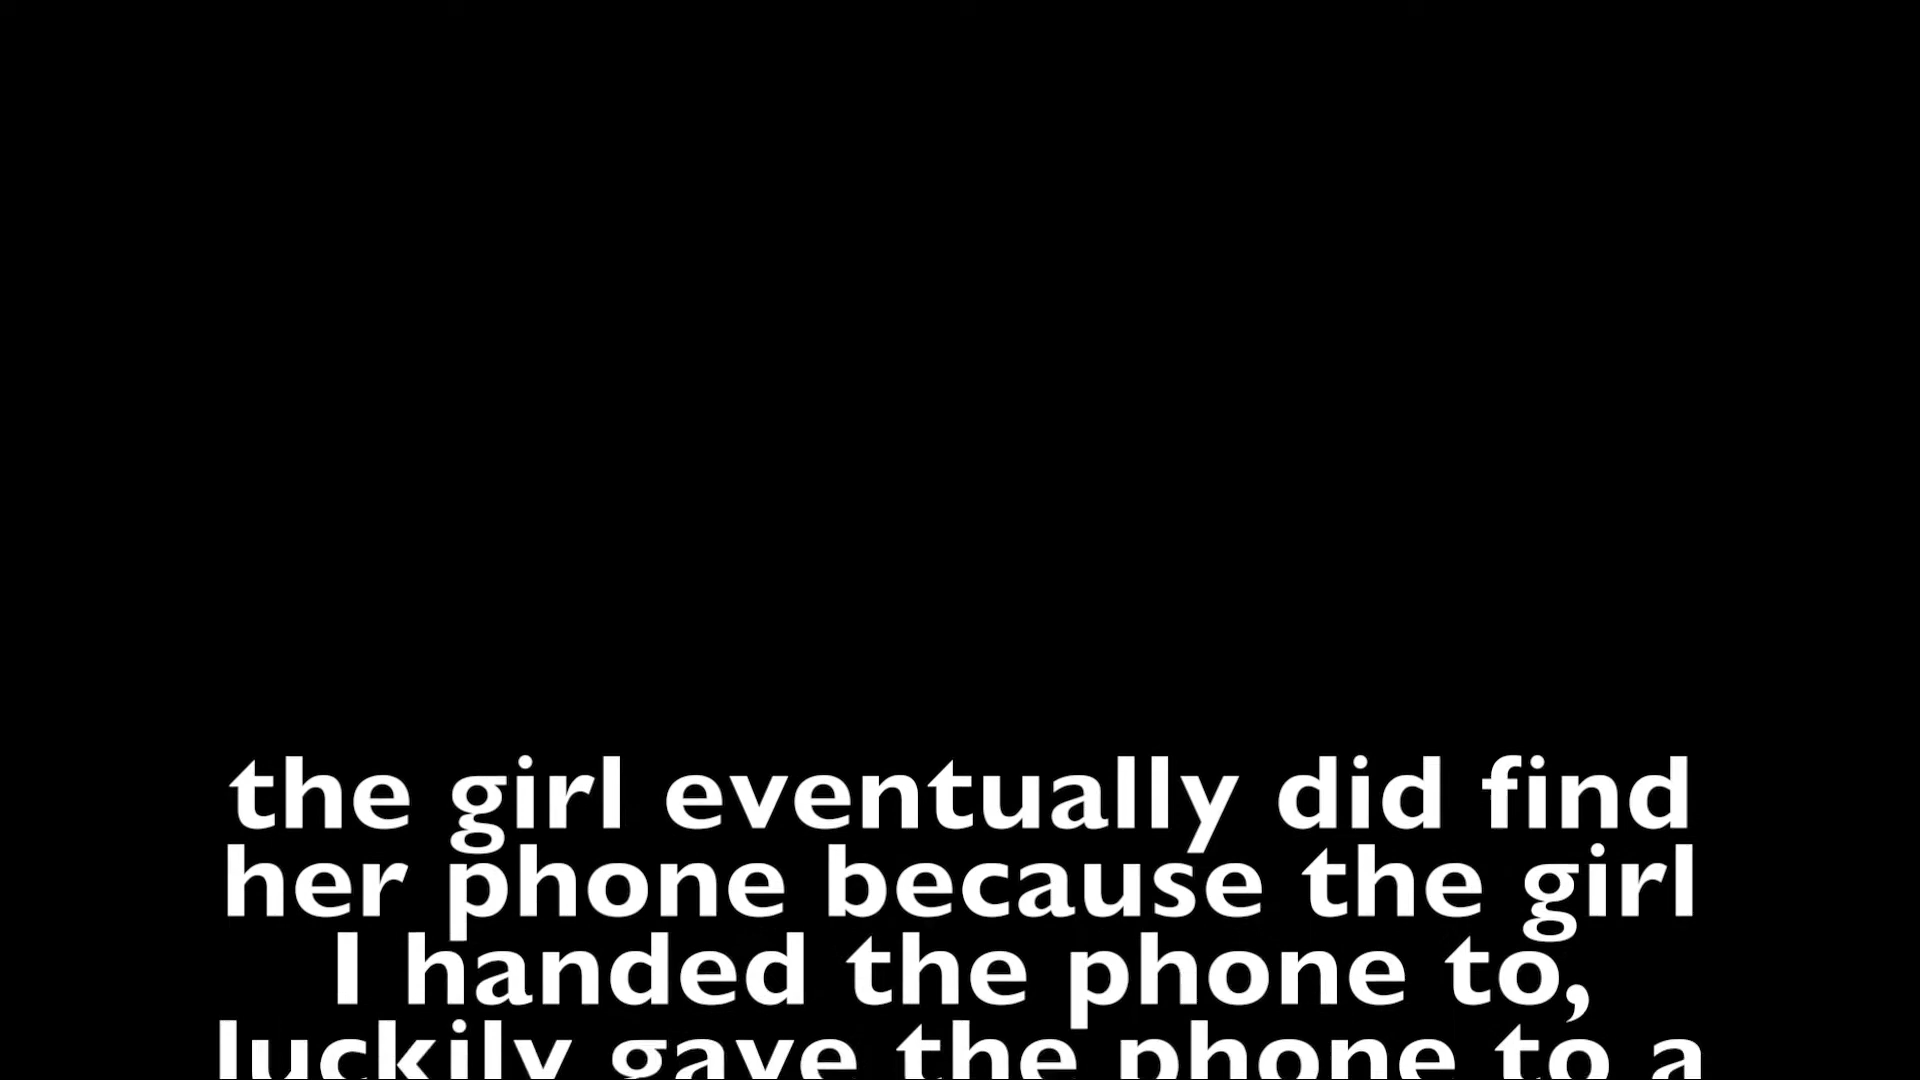 the girl eventually did find
her phone because the girl
I handed the phone to,
luckily gave the phone to a